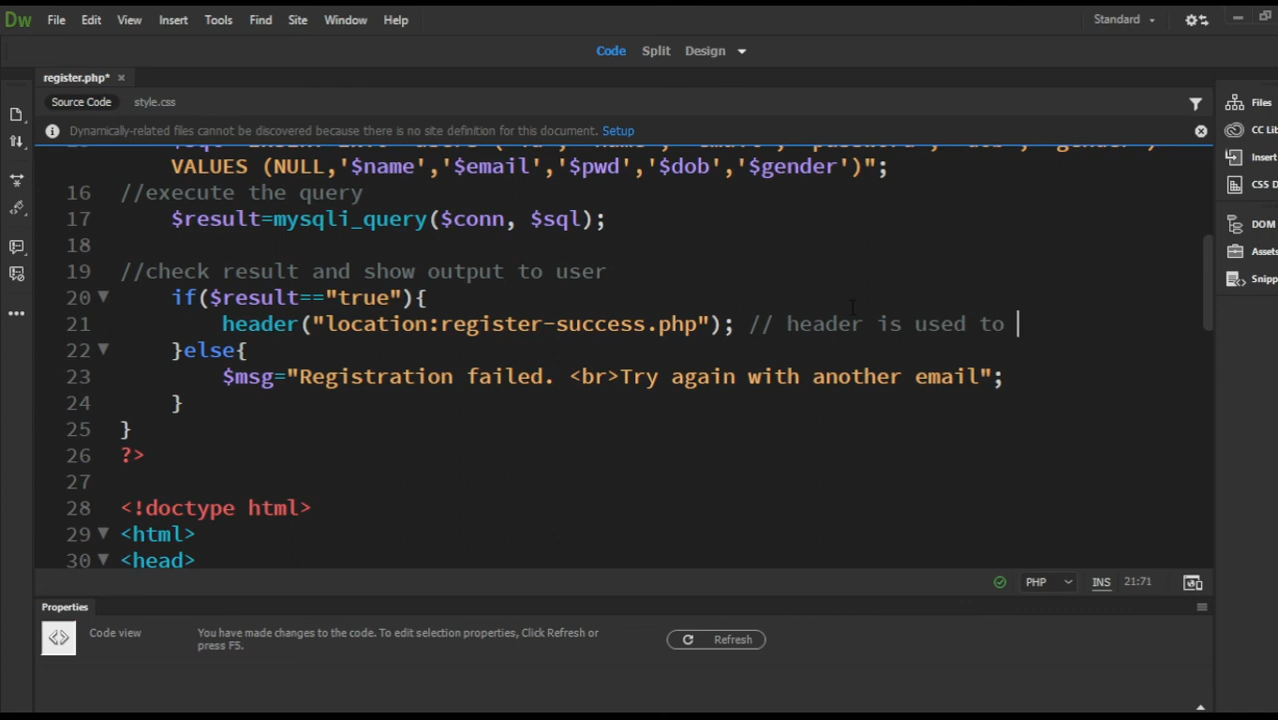 Dw File Edit View Insert Tools Find Site Window Help Standard
Code Split Design
register.php* ×
Source Code style.css
Dynamically-related files cannot be discovered because there is no site definition for this document. Setup
VALUES (NULL,'$name','$email','$pwd','$dob','$gender')";
16 //execute the query
17 $result=mysqli_query($conn, $sql);
18
19 //check result and show output to user
20 if($result=="true"){
21 header("location:register-success.php"); // header is used to
22 }else{
23 $msg="Registration failed. <br>Try again with another email";
24 }
25 }
26 ?>
27
28 <!doctype html>
29 <html>
30 <head>
PHP INS 21:71
Properties
Code view
You have made changes to the code. To edit selection properties, Click Refresh or
press F5.
Refresh
Files
CC Lib
Insert
CSS D
DOM
Assets
Snipp